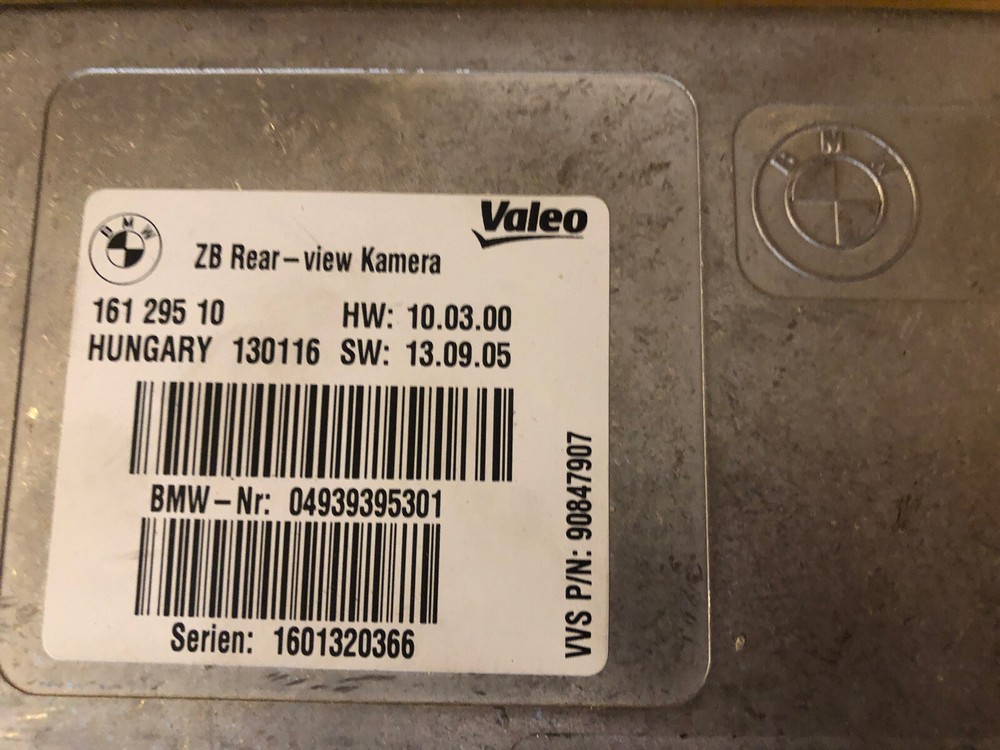 BMW
Valeo
ZB Rear-view Kamera
161 295 10 HW: 10.03.00
HUNGARY 130116 SW: 13.09.05
BMW-Nr: 04939395301
Serien: 1601320366
VVS P/N: 90847907
BMW